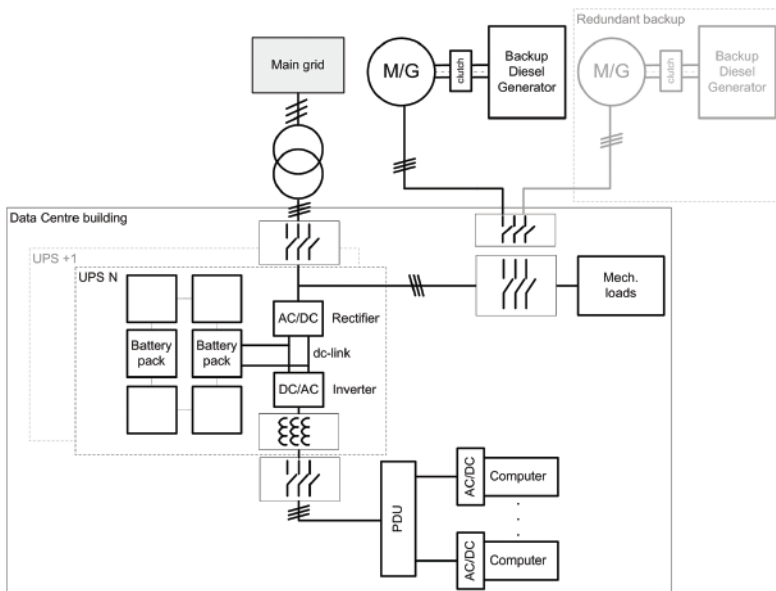 Redundant backup
Main grid
M/G
clutch
Backup
Diesel
Generator
M/G
clutch
Backup
Diesel
Generator
Data Centre building
UPS +1
UPS N
AC/DC
Rectifier
Mech.
loads
Battery
pack
Battery
pack
dc-link
DC/AC
Inverter
PDU
AC/DC
Computer
AC/DC
Computer